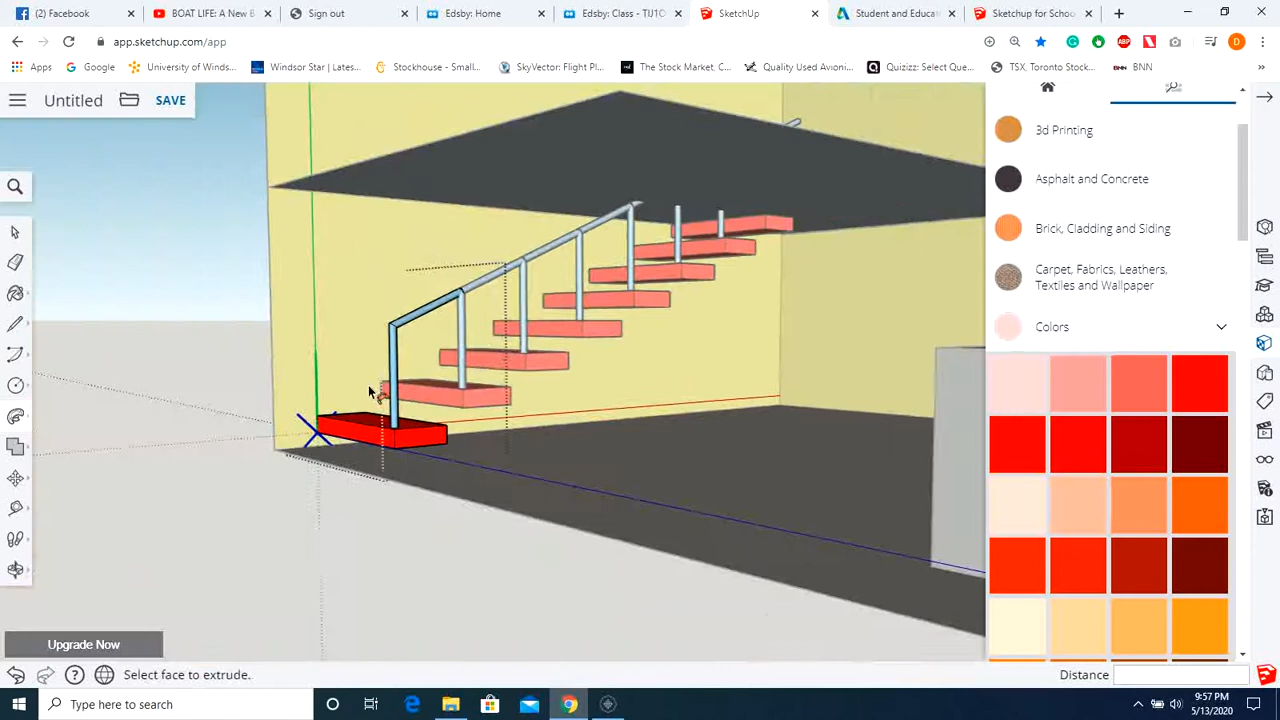 (2) Facebook
BOAT LIFE: A New B
Sign out
Edsby: Home
Edsby: Class - TIJ1C
SketchUp
Student and Educat
Sketchup for Schoo
app.sketchup.com/app
ABP
D
Apps
Google
University of Winds...
Windsor Star | Lates...
Stockhouse - Small...
SkyVector: Flight Pl...
The Stock Market, C...
Quality Used Avioni...
Quizizz: Select Que...
TSX, Toronto Stock...
BNN
BNN
Untitled
SAVE
3d Printing
Asphalt and Concrete
Brick, Cladding and Siding
Carpet, Fabrics, Leathers,
Textiles and Wallpaper
Colors
Upgrade Now
Select face to extrude.
Distance
Type here to search
9:57 PM
5/13/2020